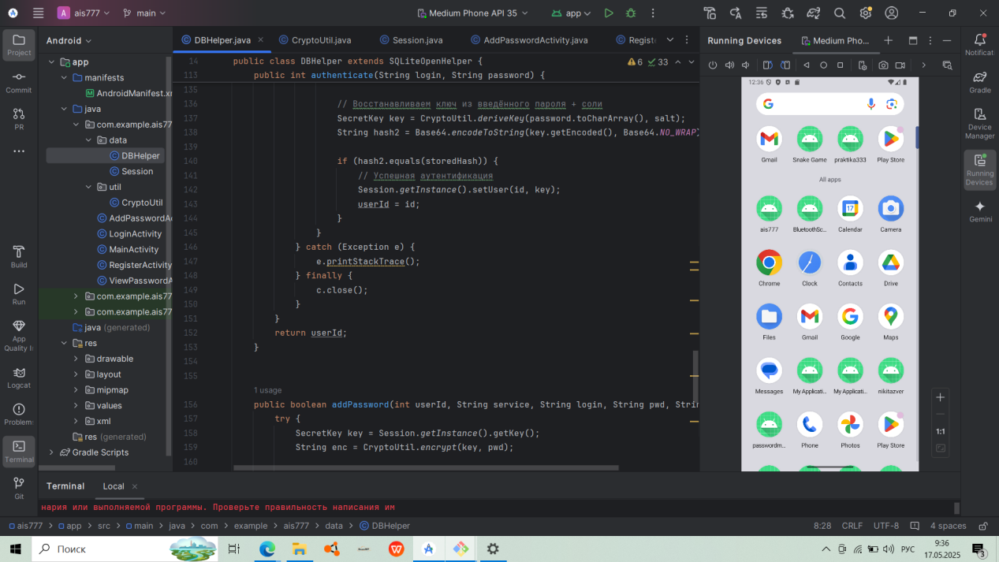 ais777
main
Medium Phone API 35
app
Android
DBHelper.java
CryptoUtil.java
Session.java
AddPasswordActivity.java
Regist
Running Devices
Medium Pho...
Project
Commit
PR
Build
Run
App
Quality I
Logcat
Problem
Terminal
Git
app
manifests
AndroidManifest.xm
java
com.example.ais77
data
DBHelper
Session
util
CryptoUtil
AddPasswordA
LoginActivity
MainActivity
RegisterActivity
ViewPasswordA
com.example.ais77
com.example.ais77
java (generated)
res
drawable
layout
mipmap
values
xml
res (generated)
Gradle Scripts
14 public class DBHelper extends SQLiteOpenHelper {
6 33
113 public int authenticate(String login, String password) {
135
136 // Восстанавливаем ключ из введённого пароля + соли
137 SecretKey key = CryptoUtil.deriveKey(password.toCharArray(), salt);
138 String hash2 = Base64.encodeToString(key.getEncoded(), Base64.NO_WRAP)
139
140 if (hash2.equals(storedHash)) {
141 // Успешная аутентификация
142 Session.getInstance().setUser(id, key);
143 userId = id;
144 }
145 }
146 } catch (Exception e) {
147 e.printStackTrace();
148 } finally {
149 c.close();
150 }
151 }
152 return userId;
153 }
154
155
1 usage
156 public boolean addPassword(int userId, String service, String login, String pwd, Strin
157 try {
158 SecretKey key = Session.getInstance().getKey();
159 String enc = CryptoUtil.encrypt(key, pwd);
160
12:36
Gmail
Snake Game
praktika333
Play Store
All apps
ais777
BluetoothSc...
17
Calendar
Camera
Chrome
Clock
Contacts
Drive
Files
Gmail
Google
Maps
Messages
My Applicati...
My Applicati...
nikitazver
passwordm...
Phone
Photos
Play Store
1:1
Notificat
Gradle
Device
Manager
Running
Devices
Gemini
Terminal
Local
нария или выполняемой программы. Проверьте правильность написания им
ais777 > app > src > main > java > com > example > ais777 > data > DBHelper
8:28
CRLF
UTF-8
4 spaces
Поиск
РУС
9:36
17.05.2025
3